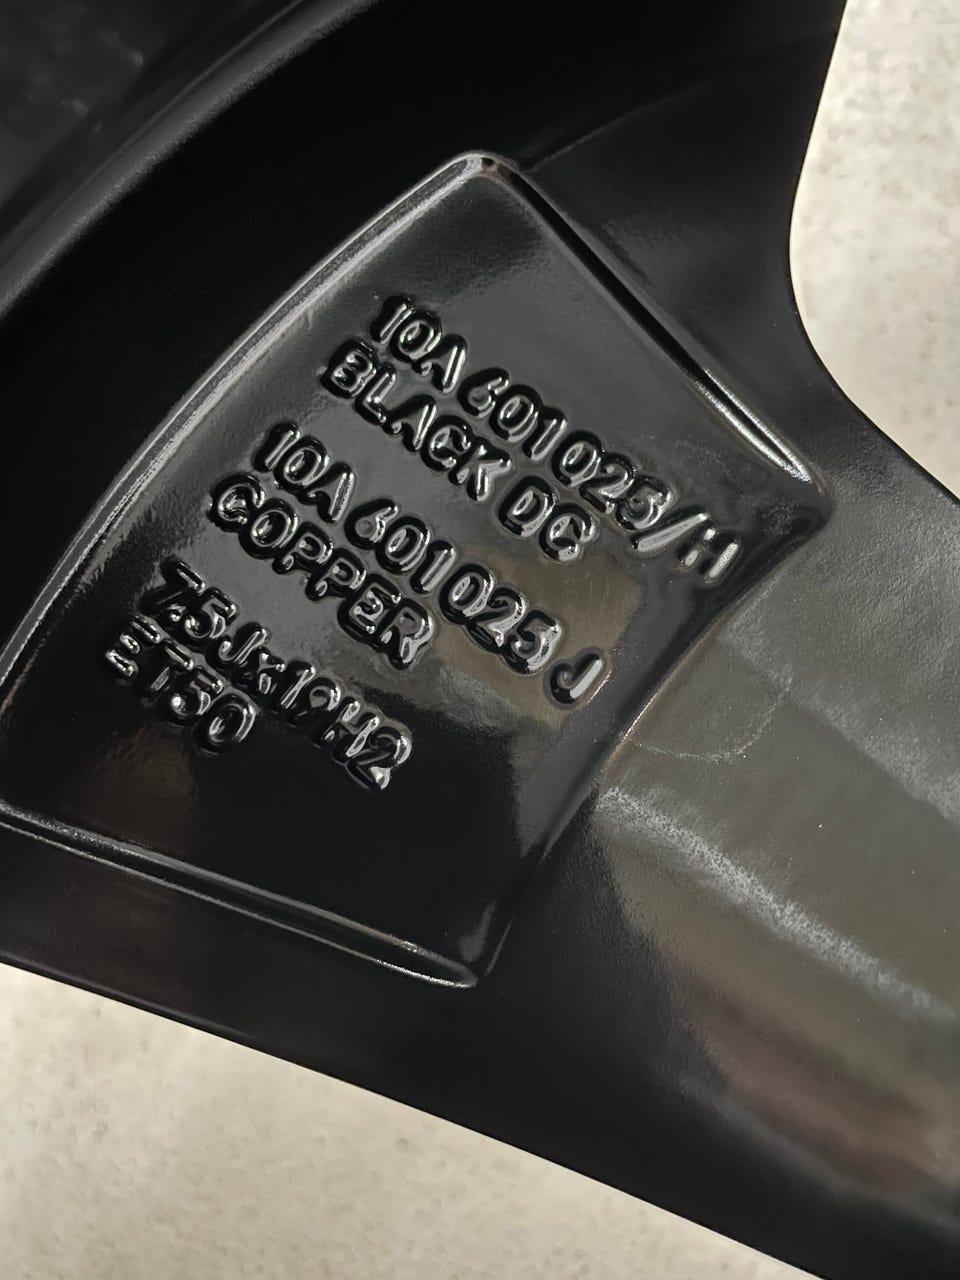 10A 601 025/H
BLACK DC
10A 601 025 J
COPPER
7.5Jx19H2
ET50